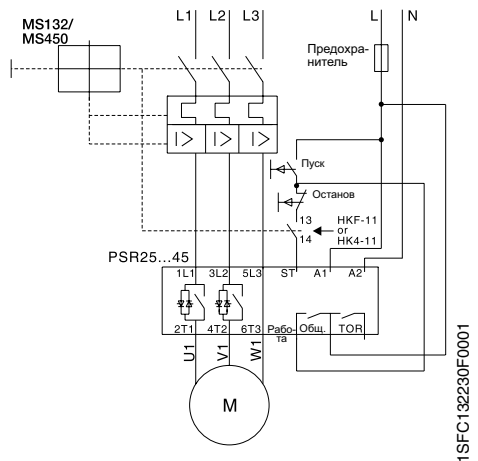 L1 L2 L3 L N
MS132/
MS450
Предохра-
нитель
I> I> I>
Пуск
Останов
13
HKF-11
or
14
HK4-11
PSR25...45
1L1 3L2 5L3 ST A1 A2
2T1 4T2 6T3 Рабо-
та
Общ. TOR
U1 V1 W1
M
1SFC132230F0001